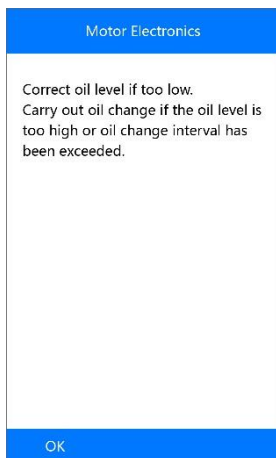 Motor Electronics
Correct oil level if too low.
Carry out oil change if the oil level is
too high or oil change interval has
been exceeded.
OK